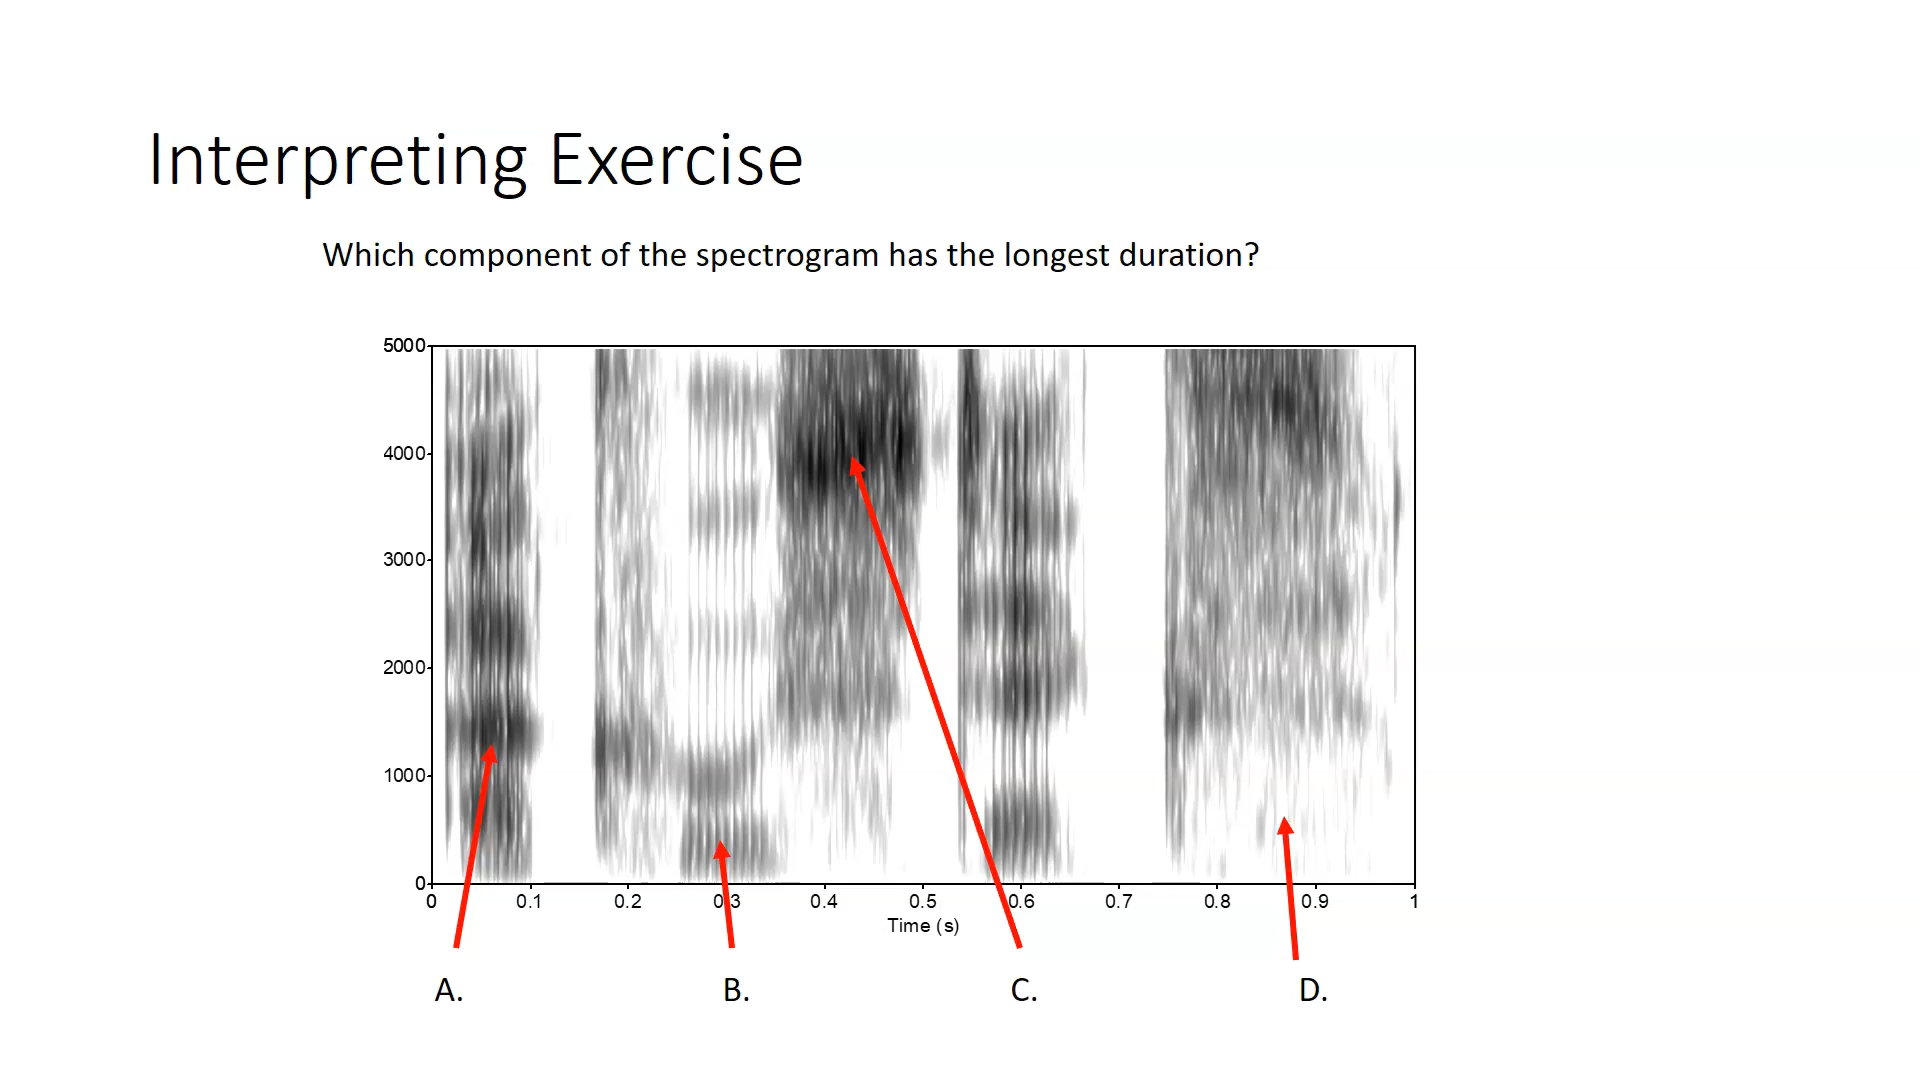 Interpreting Exercise
Which component of the spectrogram has the longest duration?
5000
4000
3000
2000
1000
0
0 0.1 0.2 0.3 0.4 0.5 0.6 0.7 0.8 0.9 1
Time (s)
A. B. C. D.